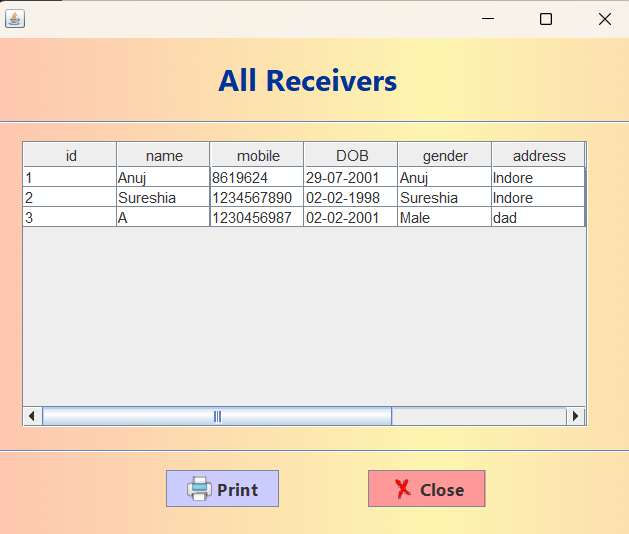 All Receivers
id name mobile DOB gender address
1 Anuj 8619624 29-07-2001 Anuj Indore
2 Sureshia 1234567890 02-02-1998 Sureshia Indore
3 A 1230456987 02-02-2001 Male dad
Print Close